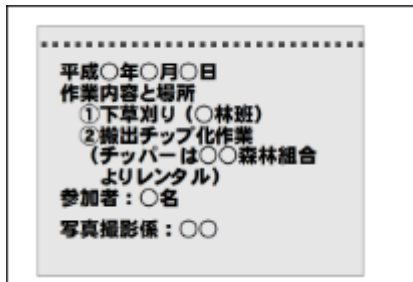 平成○年○月○日
作業内容と場所
①下草刈り（○林班）
②搬出チップ化作業
（チッパーは○○森林組合
よりレンタル）
参加者：○名
写真撮影係：○○